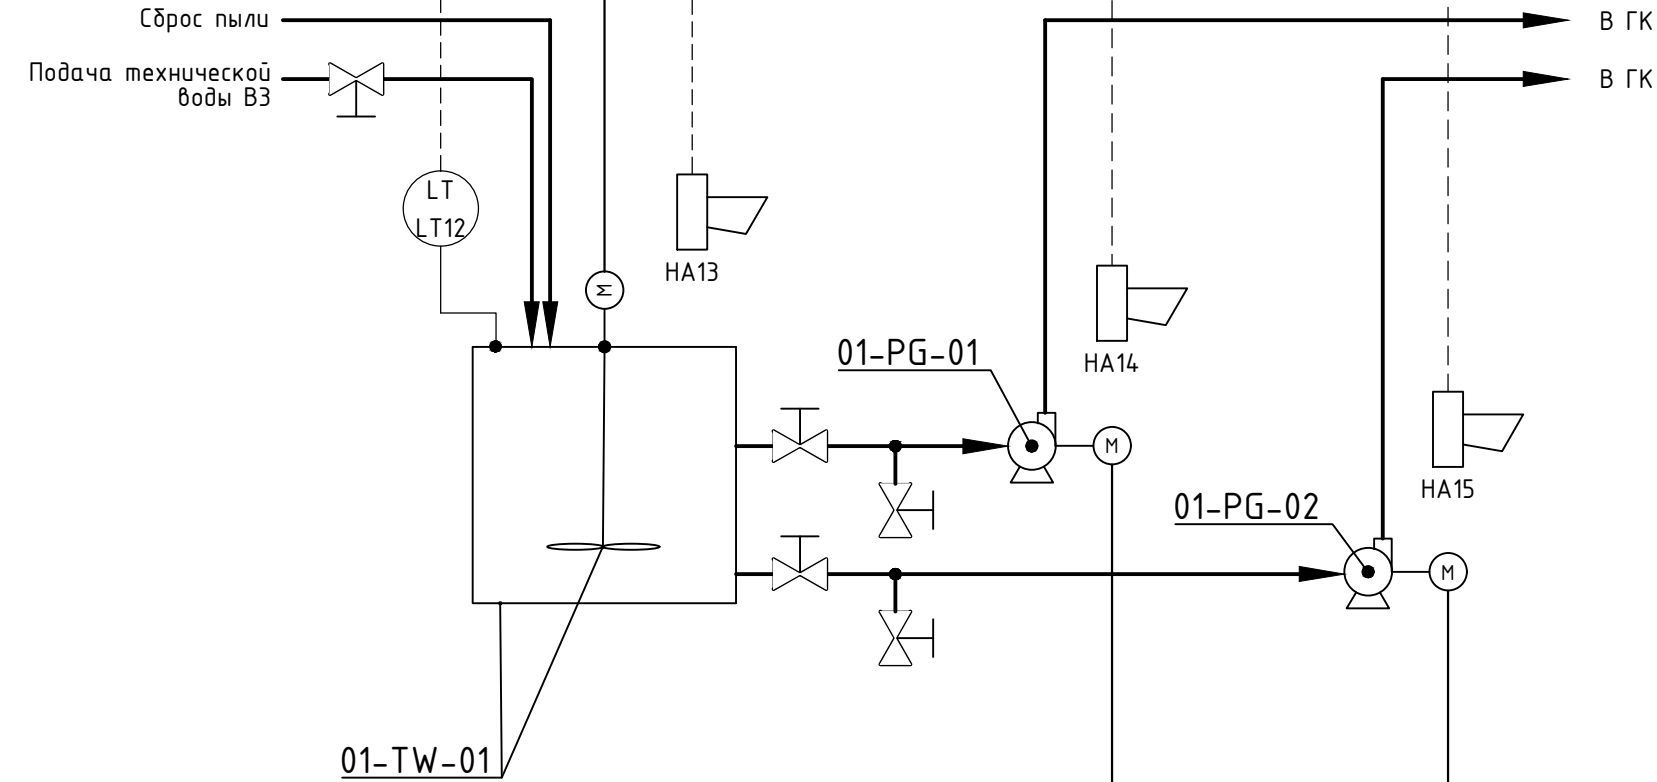 Сброс пыли
В ГК
Подача технической
воды В3
В ГК
LT
LT12
HA13
M
HA14
01-PG-01
M
HA15
01-PG-02
M
01-TW-01